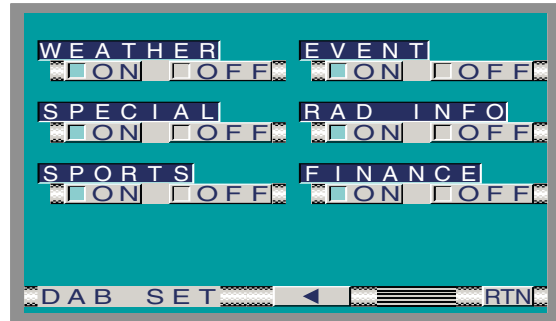 WEATHER EVENT
ON OFF ON OFF
SPECIAL RAD INFO
ON OFF ON OFF
SPORTS FINANCE
ON OFF ON OFF
DAB SET ◀ RTN